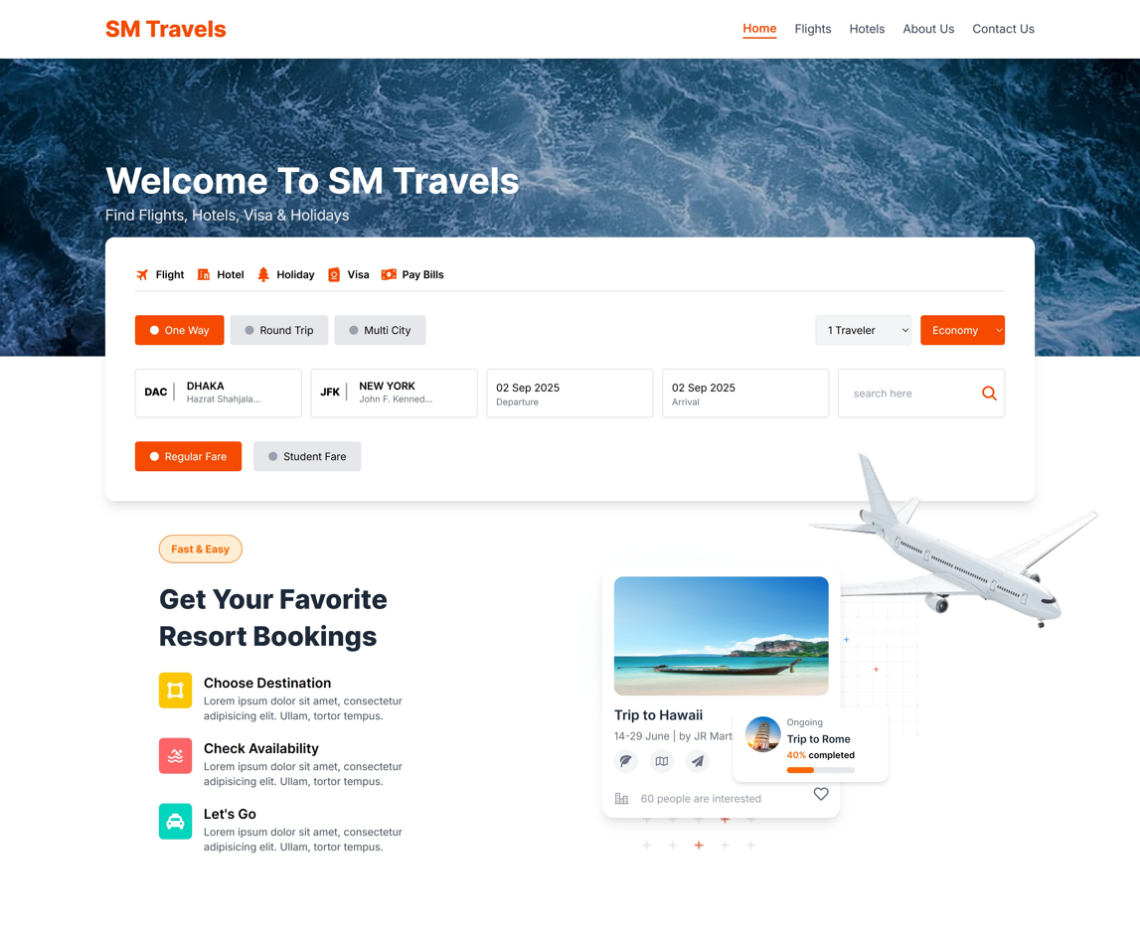 SM Travels
Home Flights Hotels About Us Contact Us
Welcome To SM Travels
Find Flights, Hotels, Visa & Holidays
Flight Hotel Holiday Visa Pay Bills
One Way Round Trip Multi City 1 Traveler Economy
DAC DHAKA
Hazrat Shahjala...
JFK NEW YORK
John F. Kenned...
02 Sep 2025
Departure
02 Sep 2025
Arrival
search here
Regular Fare Student Fare
Fast & Easy
Get Your Favorite
Resort Bookings
Choose Destination
Lorem ipsum dolor sit amet, consectetur
adipisicing elit. Ullam, tortor tempus.
Check Availability
Lorem ipsum dolor sit amet, consectetur
adipisicing elit. Ullam, tortor tempus.
Let's Go
Lorem ipsum dolor sit amet, consectetur
adipisicing elit. Ullam, tortor tempus.
Trip to Hawaii
14-29 June | by JR Mart
Ongoing
Trip to Rome
40% completed
60 people are interested